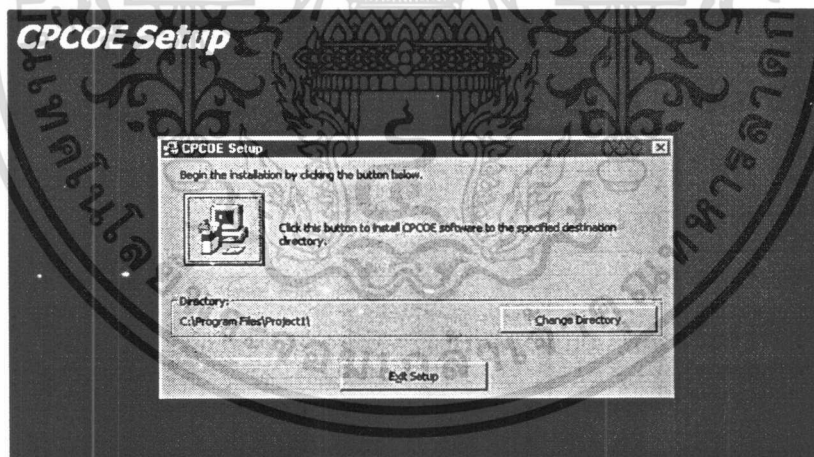 CPCOE Setup
CPCOE Setup
Begin the installation by clicking the button below.
Click this button to install CPCOE software to the specified destination
directory.
Directory:
C:\Program Files\Project1\
Change Directory
Exit Setup